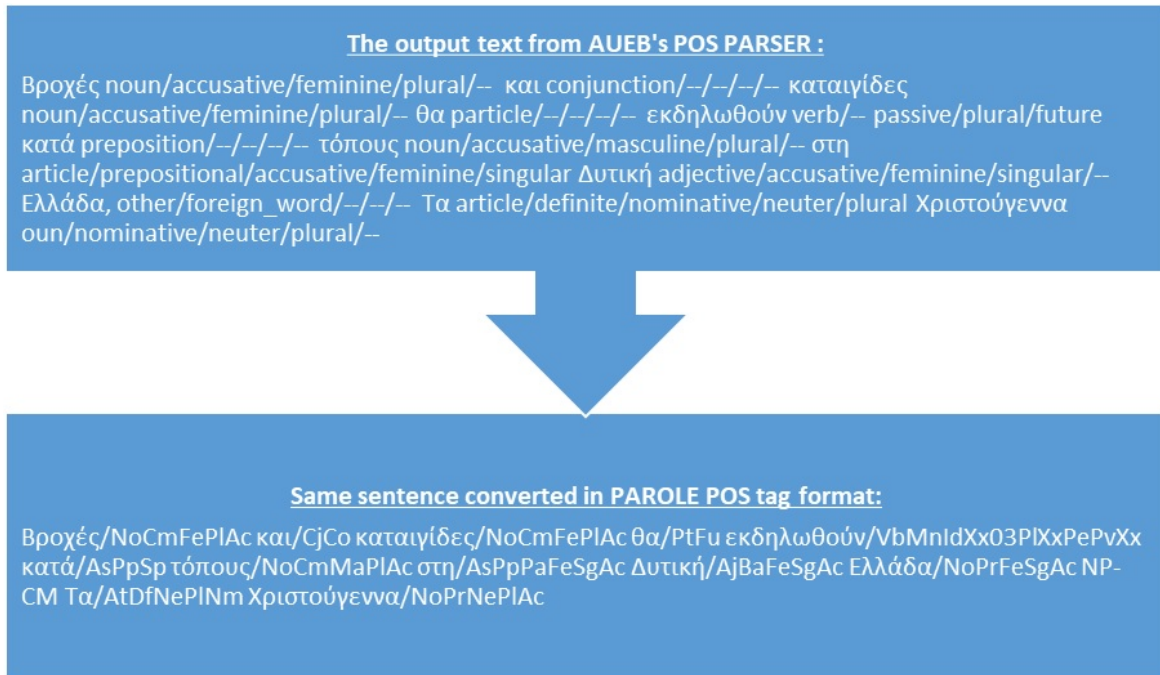 The output text from AUEB's POS PARSER :
Βροχές noun/accusative/feminine/plural/-- και conjunction/--/--/--/-- καταιγίδες
noun/accusative/feminine/plural/-- θα particle/--/--/--/-- εκδηλωθούν verb/-- passive/plural/future
κατά preposition/--/--/--/-- τόπους noun/accusative/masculine/plural/-- στη
article/prepositional/accusative/feminine/singular Δυτική adjective/accusative/feminine/singular/--
Ελλάδα, other/foreign_word/--/--/-- Τα article/definite/nominative/neuter/plural Χριστούγεννα
oun/nominative/neuter/plural/--
Same sentence converted in PAROLE POS tag format:
Βροχές/NoCmFePlAc και/CjCo καταιγίδες/NoCmFePlAc θα/PtFu εκδηλωθούν/VbMnIdXx03PlXxPePvXx
κατά/AsPpSp τόπους/NoCmMaPlAc στη/AsPpPaFeSgAc Δυτική/AjBaFeSgAc Ελλάδα/NoPrFeSgAc NP-
CM Τα/AtDfNePlNm Χριστούγεννα/NoPrNePlAc